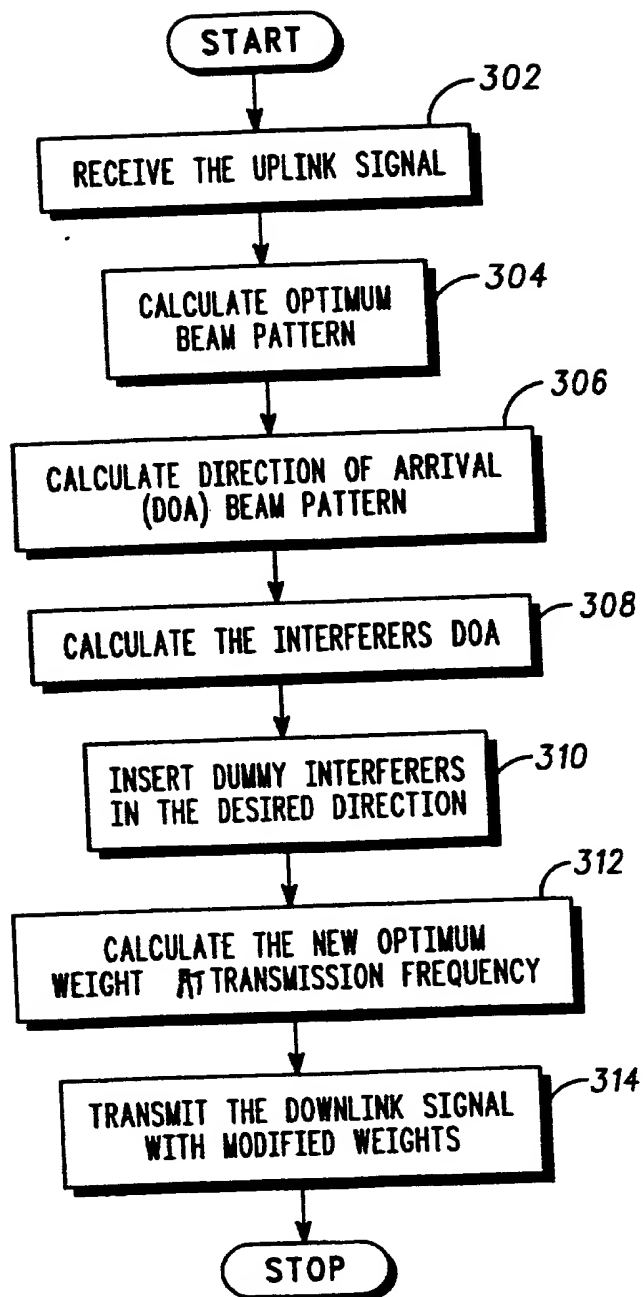 START
302
RECEIVE THE UPLINK SIGNAL
304
CALCULATE OPTIMUM
BEAM PATTERN
306
CALCULATE DIRECTION OF ARRIVAL
(DOA) BEAM PATTERN
308
CALCULATE THE INTERFERERS DOA
310
INSERT DUMMY INTERFERERS
IN THE DESIRED DIRECTION
312
CALCULATE THE NEW OPTIMUM
WEIGHT AT TRANSMISSION FREQUENCY
314
TRANSMIT THE DOWNLINK SIGNAL
WITH MODIFIED WEIGHTS
STOP